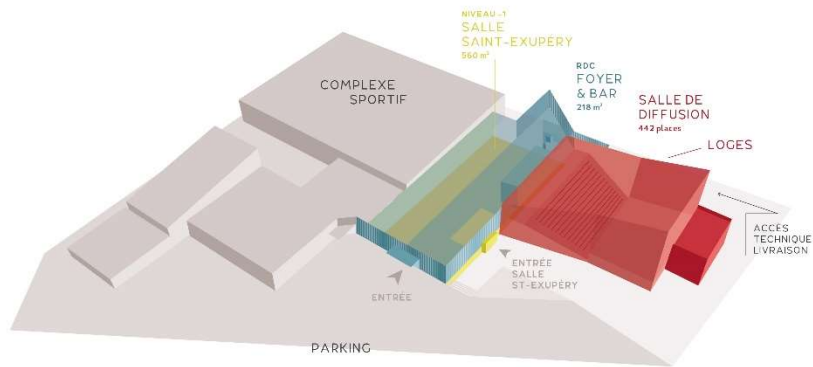 NIVEAU -1
SALLE
SAINT-EXUPÉRY
560 m²
RDC
FOYER
& BAR
218 m²
COMPLEXE
SPORTIF
SALLE DE
DIFFUSION
442 places
LOGES
ACCÈS
TECHNIQUE
LIVRAISON
ENTRÉE
SALLE
ST-EXUPÉRY
ENTRÉE
PARKING